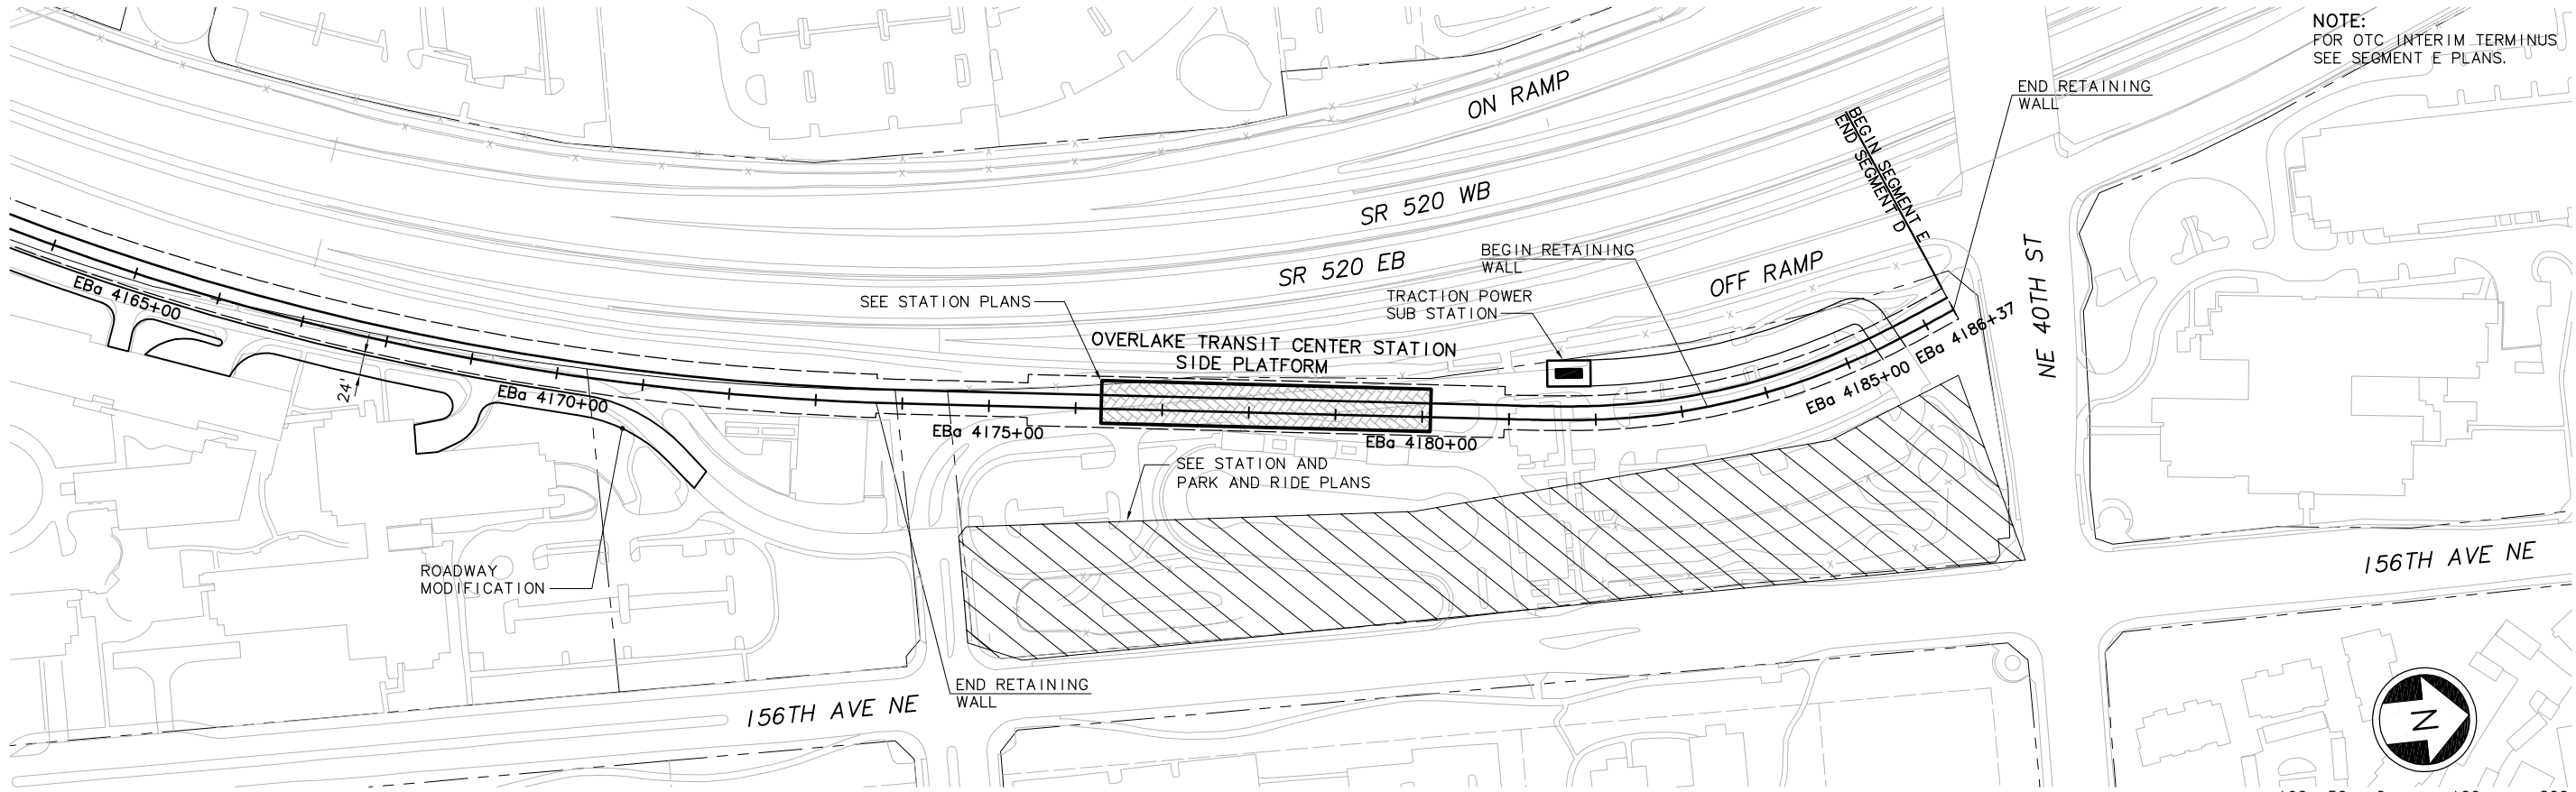 NOTE:
FOR OTC INTERIM TERMINUS
SEE SEGMENT E PLANS.
END RETAINING
WALL
ON RAMP
BEGIN SEGMENT E
END SEGMENT D
SR 520 WB
SR 520 EB
BEGIN RETAINING
WALL
OFF RAMP
NE 40TH ST
SEE STATION PLANS
TRACTION POWER
SUB STATION
EBa 4165+00
OVERLAKE TRANSIT CENTER STATION
SIDE PLATFORM
EBa 4186+37
24'
EBa 4170+00
EBa 4185+00
EBa 4175+00
EBa 4180+00
SEE STATION AND
PARK AND RIDE PLANS
156TH AVE NE
ROADWAY
MODIFICATION
END RETAINING
WALL
156TH AVE NE
N